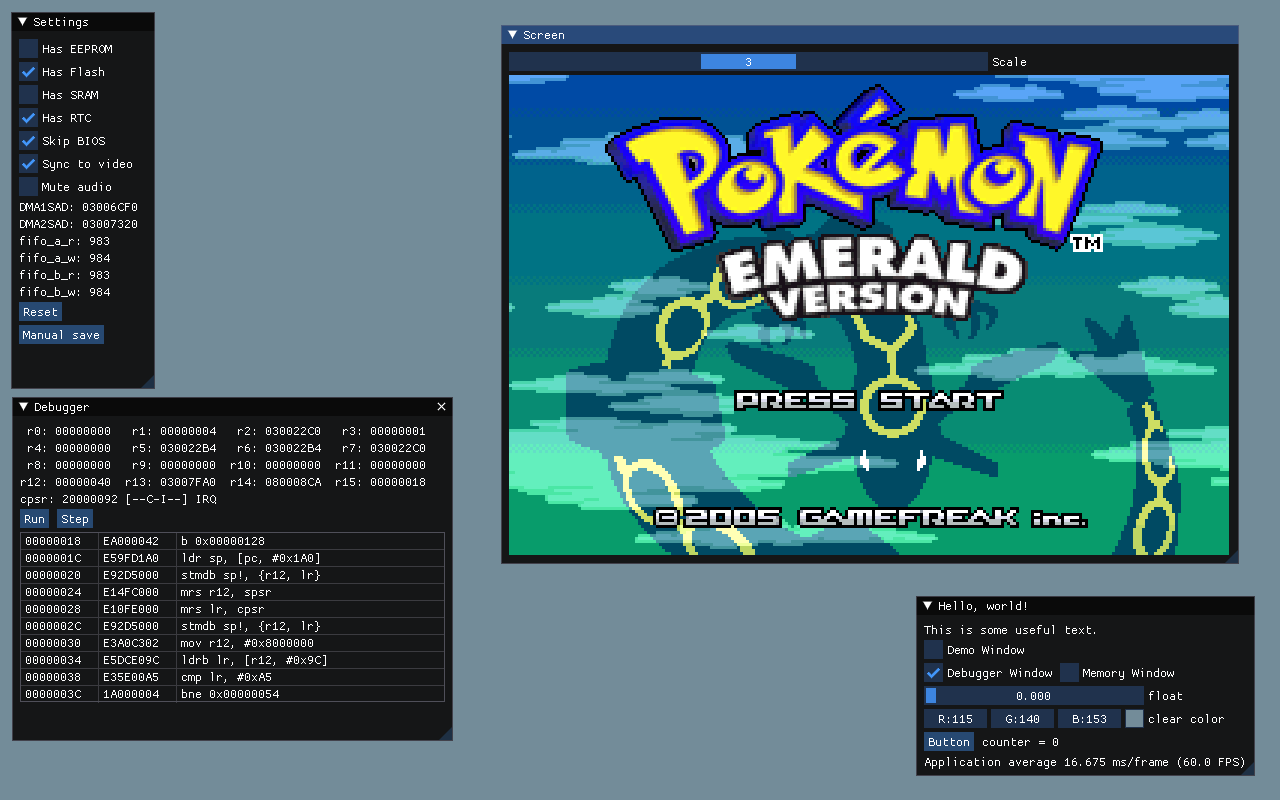 Settings
Has EEPROM
Has Flash
Has SRAM
Has RTC
Skip BIOS
Sync to video
Mute audio
DMA1SAD: 03006CF0
DMA2SAD: 03007320
fifo_a_r: 983
fifo_a_w: 984
fifo_b_r: 983
fifo_b_w: 984
Reset
Manual save
Debugger
r0: 00000000 r1: 00000004 r2: 030022C0 r3: 00000001
r4: 00000000 r5: 030022B4 r6: 030022B4 r7: 030022C0
r8: 00000000 r9: 00000000 r10: 00000000 r11: 00000000
r12: 00000040 r13: 03007FA0 r14: 080008CA r15: 00000018
cpsr: 20000092 [--C-I--] IRQ
Run Step
00000018 EA000042 b 0x00000128
0000001C E59FD1A0 ldr sp, [pc, #0x1A0]
00000020 E92D5000 stmdb sp!, {r12, lr}
00000024 E14FC000 mrs r12, spsr
00000028 E10FE000 mrs lr, cpsr
0000002C E92D5000 stmdb sp!, {r12, lr}
00000030 E3A0C302 mov r12, #0x8000000
00000034 E5DCE09C ldrb lr, [r12, #0x9C]
00000038 E35E00A5 cmp lr, #0xA5
0000003C 1A000004 bne 0x00000054
Screen
3 Scale
POKéMON
TM
EMERALD
VERSION
PRESS START
©2005 GAMEFREAK inc.
Hello, world!
This is some useful text.
Demo Window
Debugger Window Memory Window
0.000 float
R:115 G:140 B:153 clear color
Button counter = 0
Application average 16.675 ms/frame (60.0 FPS)